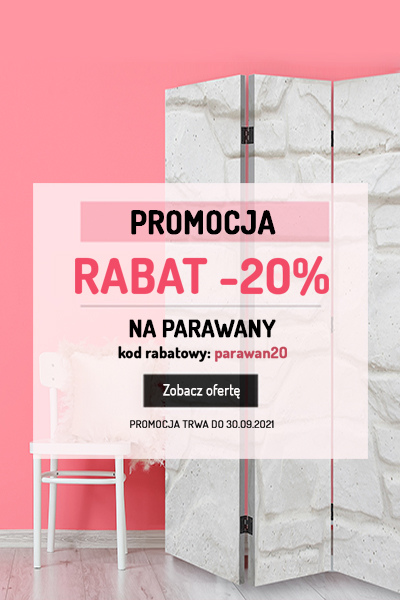 PROMOCJA
RABAT -20%
NA PARAWANY
kod rabatowy: parawan20
Zobacz ofertę
PROMOCJA TRWA DO 30.09.2021